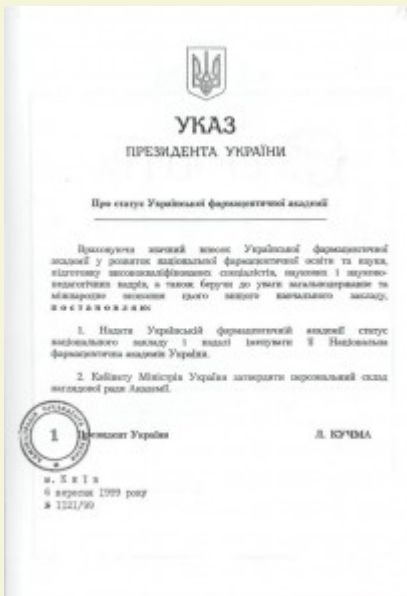 УКАЗ
ПРЕЗИДЕНТА УКРАЇНИ
Про статус Української фармацевтичної академії
Враховуючи значний внесок Української фармацевтичної
академії у розвиток національної фармацевтичної освіти та науки,
підготовку висококваліфікованих спеціалістів, наукових і науково-
педагогічних кадрів, а також беручи до уваги загальнодержавне та
міжнародне визнання цього вищого навчального закладу,
постановляю:
1. Надати Українській фармацевтичній академії статус
національного закладу і надалі іменувати її Національна
фармацевтична академія України.
2. Кабінету Міністрів України затвердити персональний склад
наглядової ради Академії.
1
Президент України Л. КУЧМА
м. Київ
6 вересня 1999 року
№ 1121/99